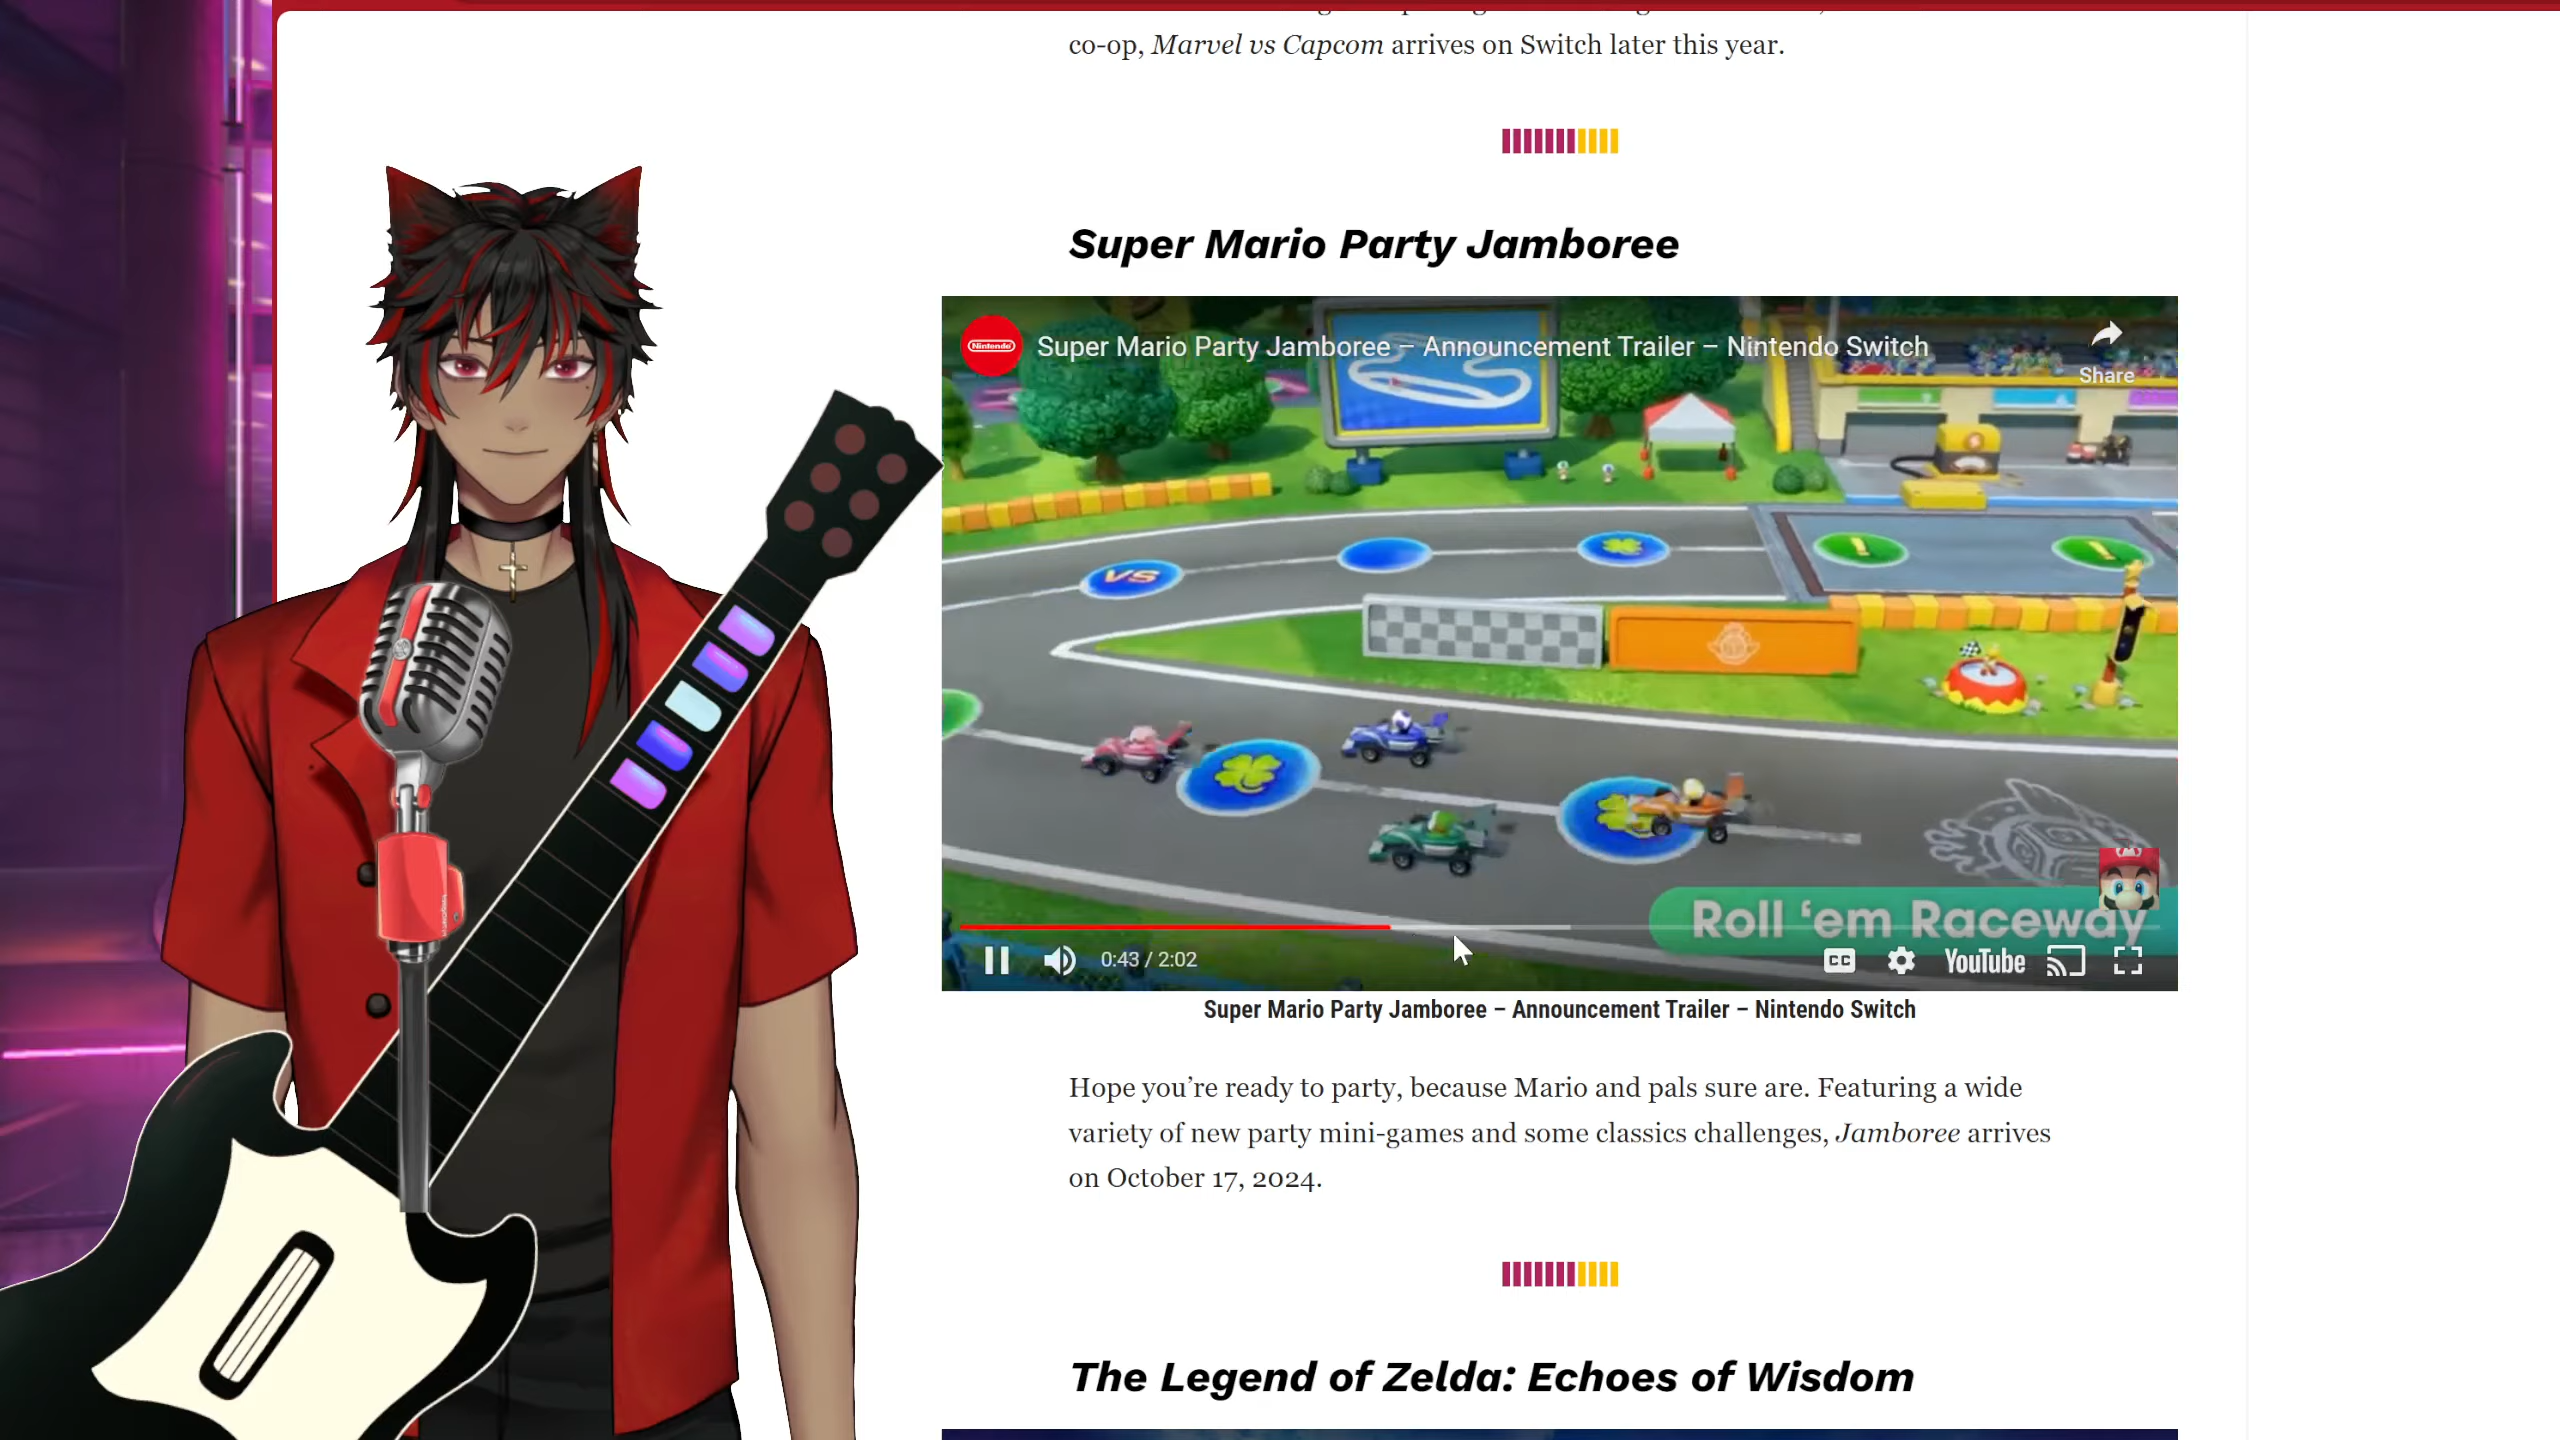 co-op, Marvel vs Capcom arrives on Switch later this year.
Super Mario Party Jamboree
Nintendo
Super Mario Party Jamboree – Announcement Trailer – Nintendo Switch
Share
VS
!
!
M
Roll ‘em Raceway
0:43 / 2:02
CC
YouTube
Super Mario Party Jamboree – Announcement Trailer – Nintendo Switch
Hope you’re ready to party, because Mario and pals sure are. Featuring a wide
variety of new party mini-games and some classics challenges, Jamboree arrives
on October 17, 2024.
The Legend of Zelda: Echoes of Wisdom